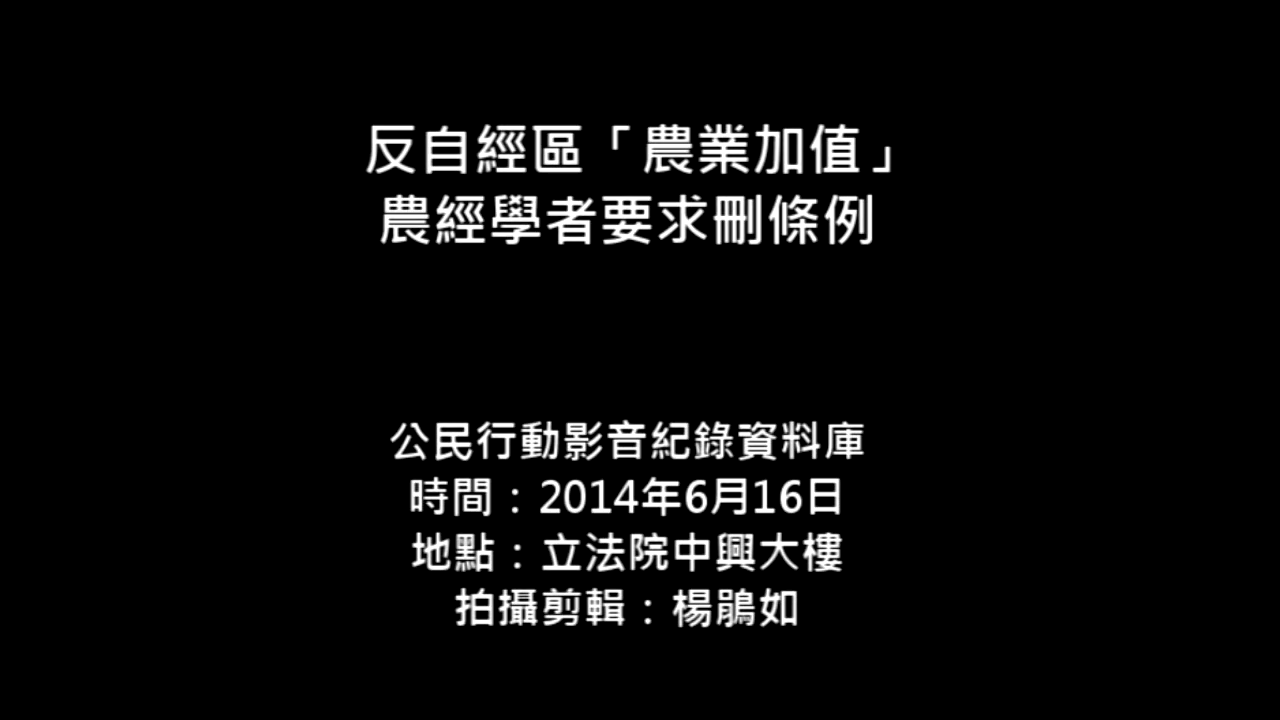 反自經區「農業加值」
農經學者要求刪條例
公民行動影音紀錄資料庫
時間：2014年6月16日
地點：立法院中興大樓
拍攝剪輯：楊鵑如